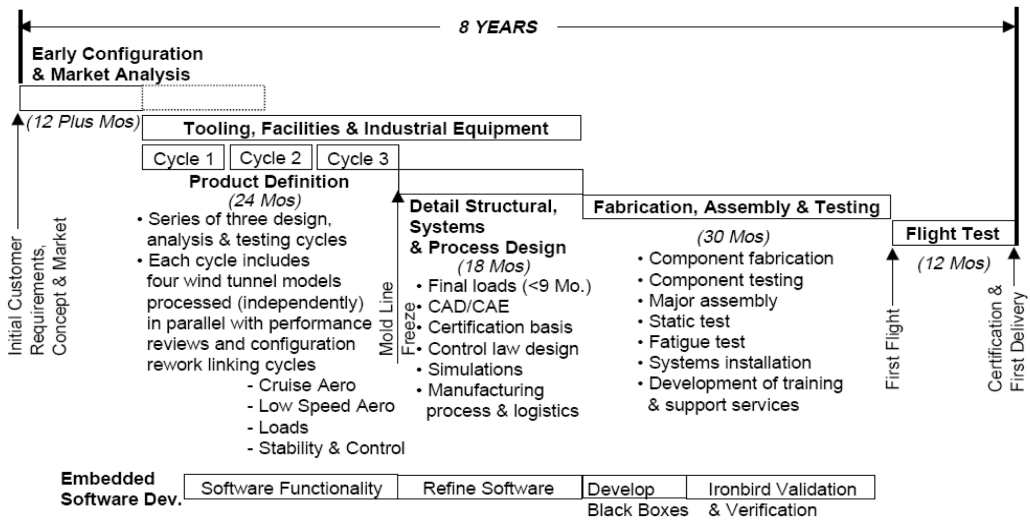 8 YEARS
Early Configuration
& Market Analysis
(12 Plus Mos)
Tooling, Facilities & Industrial Equipment
Cycle 1
Cycle 2
Cycle 3
Product Definition
(24 Mos)
• Series of three design,
analysis & testing cycles
• Each cycle includes
four wind tunnel models
processed (independently)
in parallel with performance
reviews and configuration
rework linking cycles
- Cruise Aero
- Low Speed Aero
- Loads
- Stability & Control
Initial Customer
Requirements,
Concept & Market
Mold Line
Freeze
Detail Structural,
Systems
& Process Design
(18 Mos)
• Final loads (<9 Mo.)
• CAD/CAE
• Certification basis
• Control law design
• Simulations
• Manufacturing
process & logistics
Fabrication, Assembly & Testing
(30 Mos)
• Component fabrication
• Component testing
• Major assembly
• Static test
• Fatigue test
• Systems installation
• Development of training
& support services
Flight Test
(12 Mos)
First Flight
Certification &
First Delivery
Embedded
Software Dev.
Software Functionality
Refine Software
Develop
Black Boxes
Ironbird Validation
& Verification